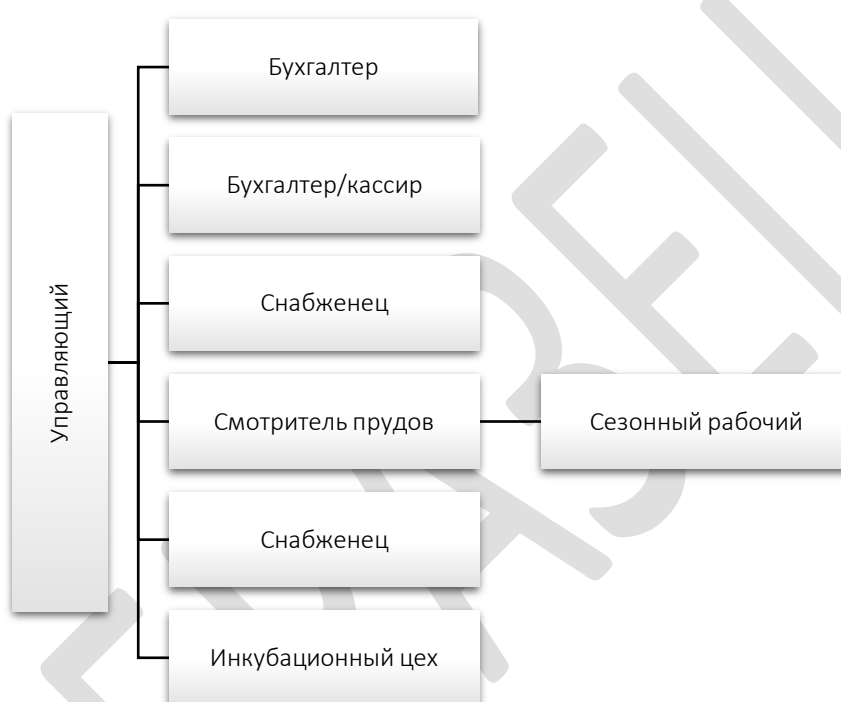 Бухгалтер
Бухгалтер/кассир
Снабженец
Управляющий
Смотритель прудов
Сезонный рабочий
Снабженец
Инкубационный цех